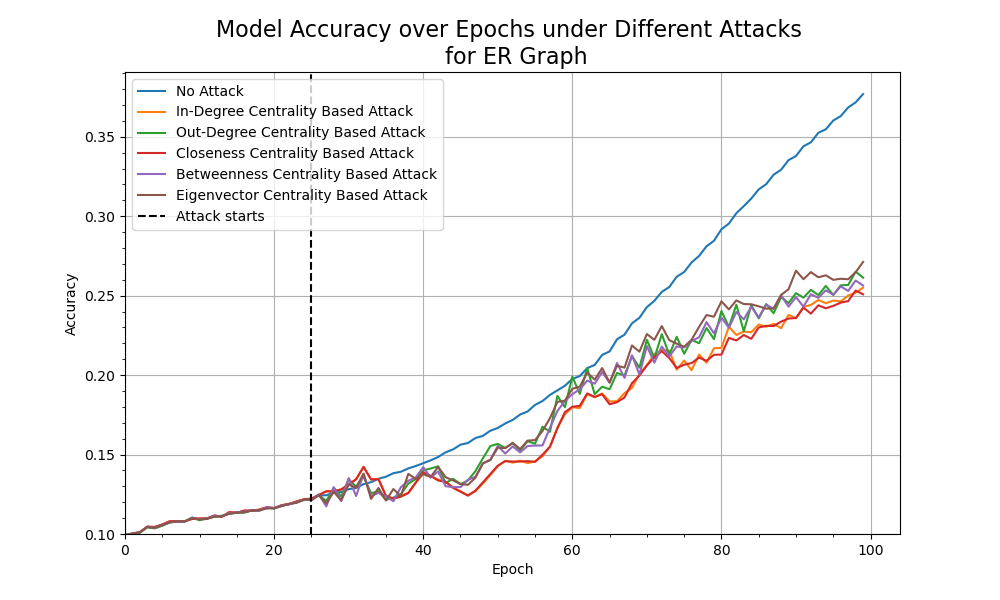 Model Accuracy over Epochs under Different Attacks
for ER Graph
No Attack
In-Degree Centrality Based Attack
Out-Degree Centrality Based Attack
Closeness Centrality Based Attack
Betweenness Centrality Based Attack
Eigenvector Centrality Based Attack
Attack starts
Accuracy
0.35
0.30
0.25
0.20
0.15
0.10
0 20 40 60 80 100
Epoch